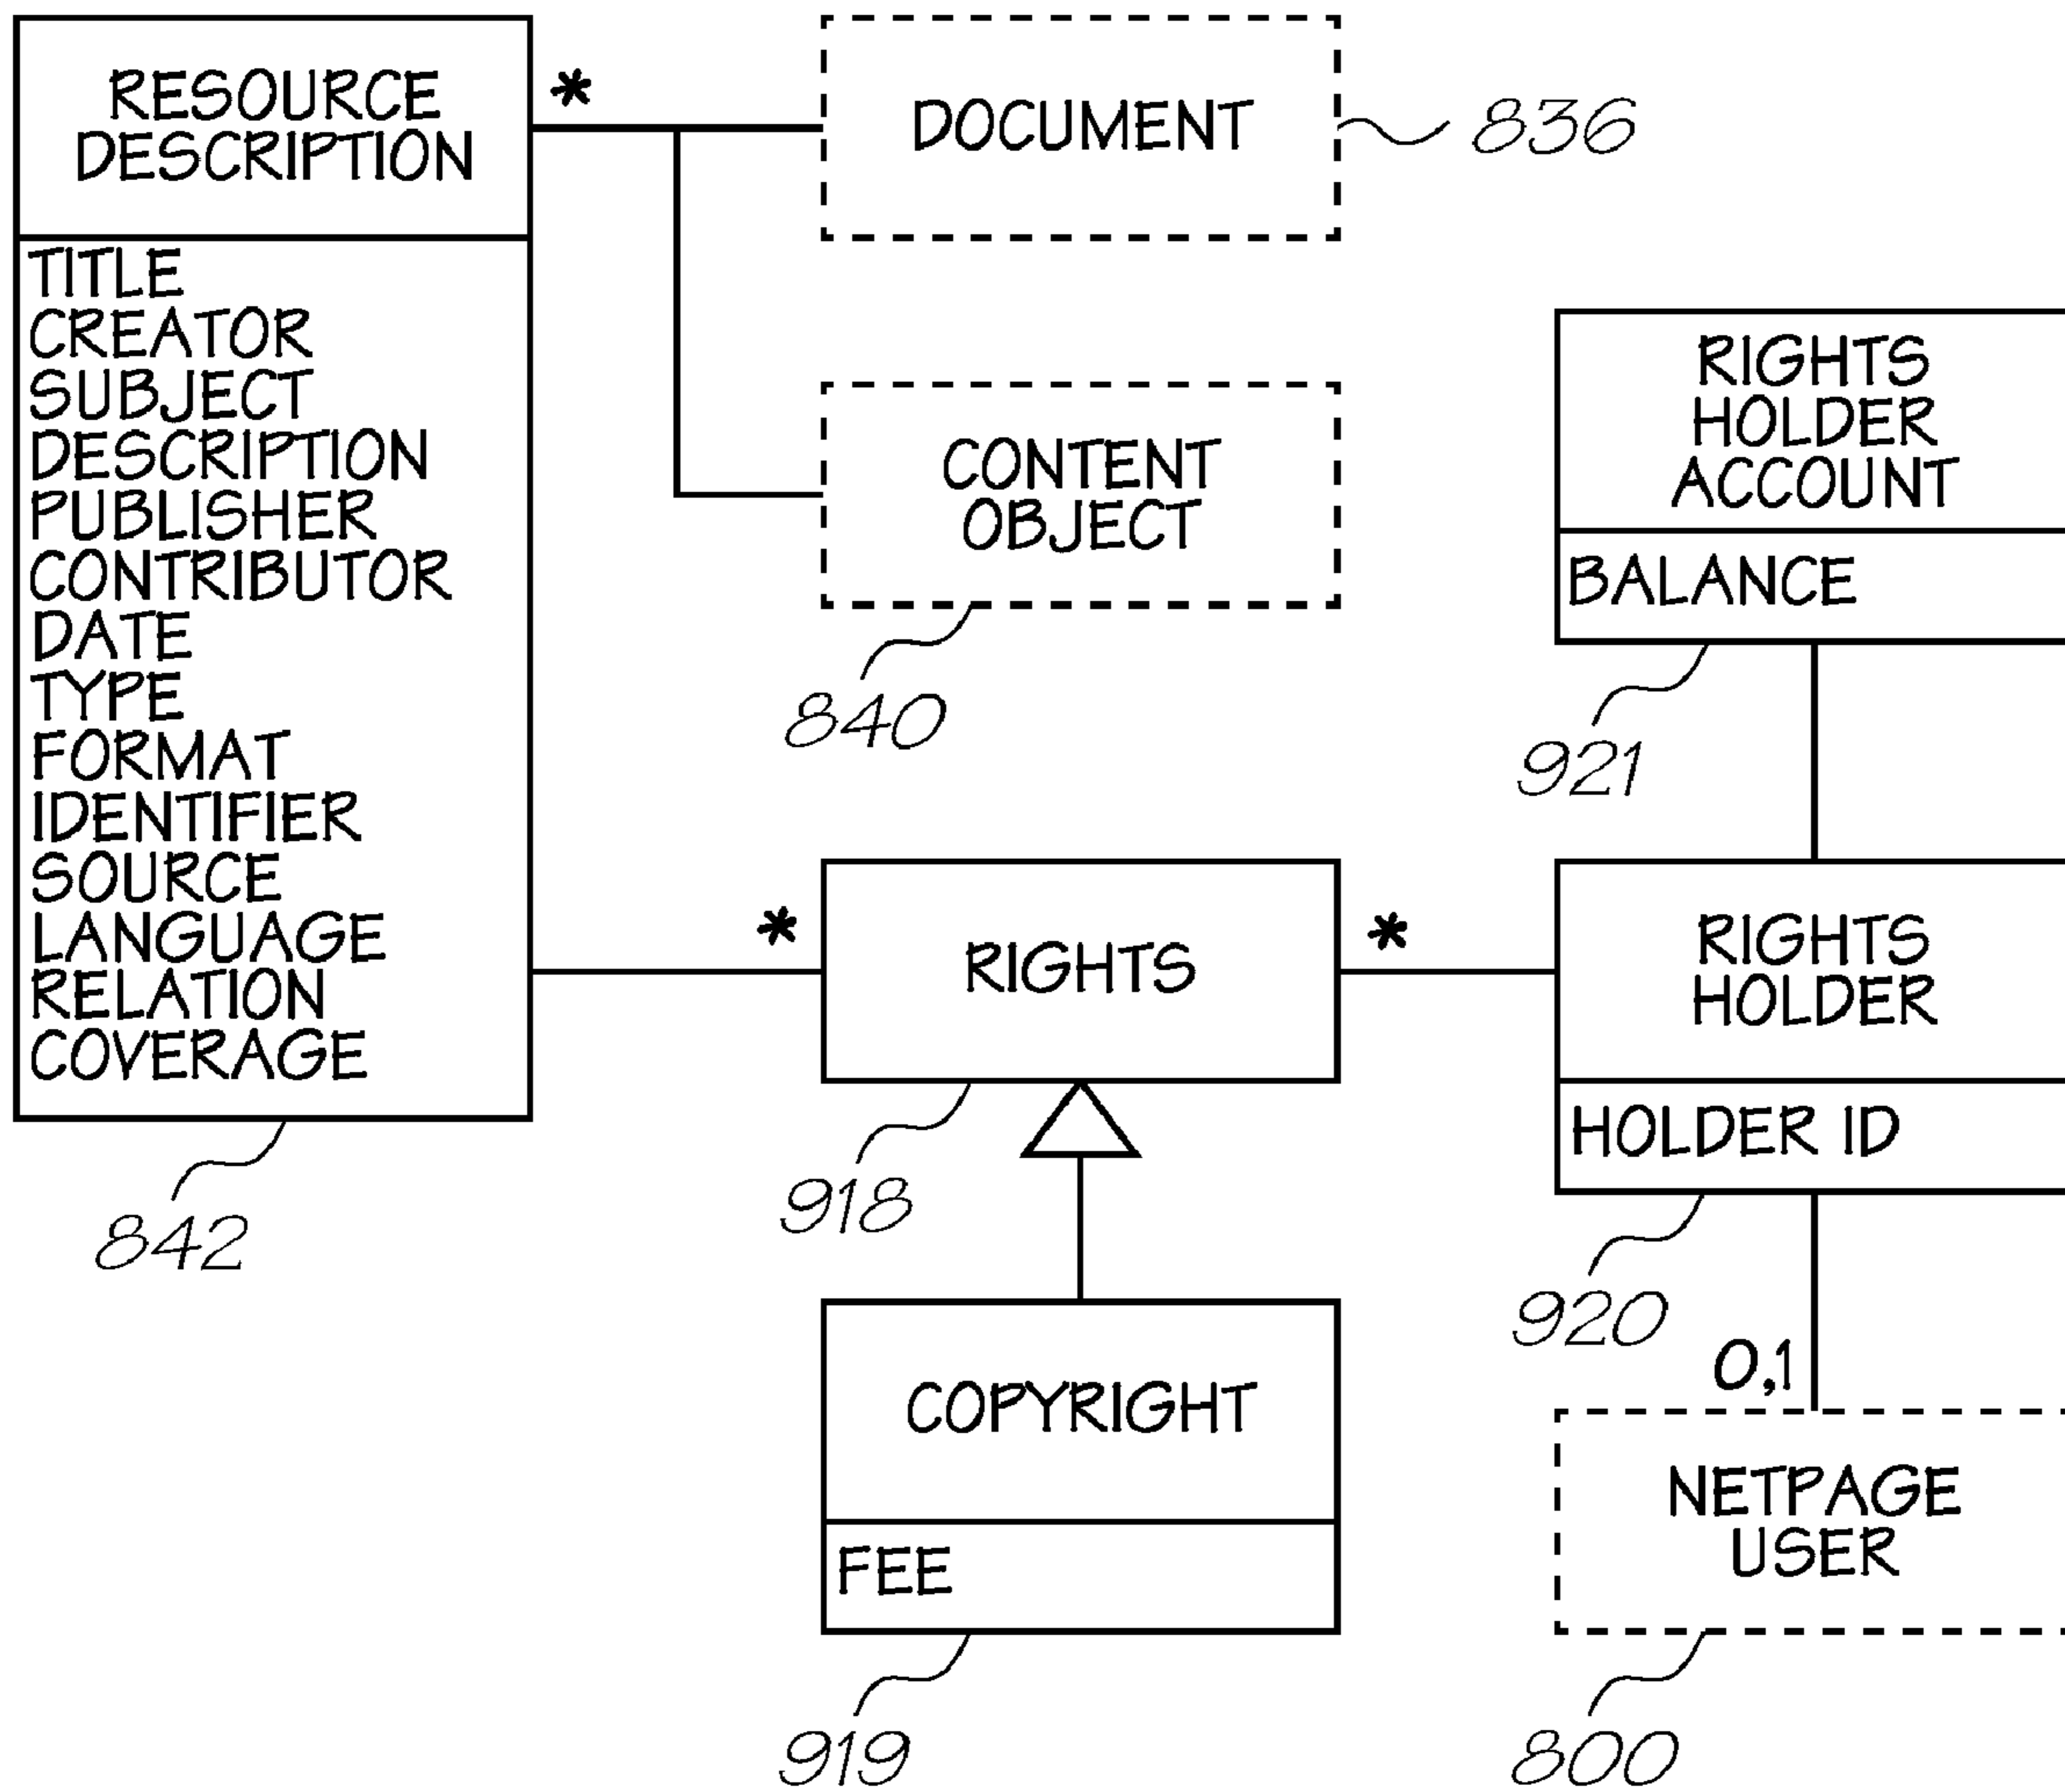 RESOURCE
DESCRIPTION
*
TITLE
CREATOR
SUBJECT
DESCRIPTION
PUBLISHER
CONTRIBUTOR
DATE
TYPE
FORMAT
IDENTIFIER
SOURCE
LANGUAGE
RELATION
COVERAGE
842
DOCUMENT
836
CONTENT
OBJECT
840
RIGHTS
HOLDER
ACCOUNT
BALANCE
921
*
RIGHTS
*
918
RIGHTS
HOLDER
HOLDER ID
920
COPYRIGHT
FEE
919
0,1
NETPAGE
USER
800